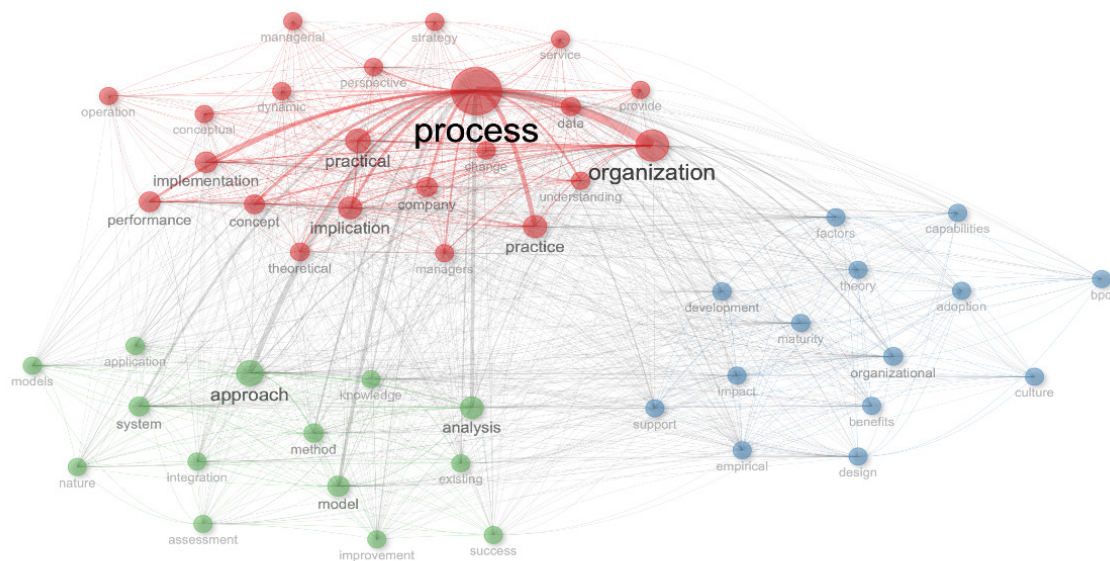 managerial
strategy
service
perspective
operation
dynamic
provide
conceptual
data
process
practical
change
organization
implementation
company
understanding
performance
concept
implication
practice
theoretical
managers
factors
capabilities
theory
bpo
development
adoption
maturity
models
application
approach
knowledge
impact
organizational
culture
system
analysis
support
benefits
method
empirical
design
nature
integration
existing
model
assessment
improvement
success